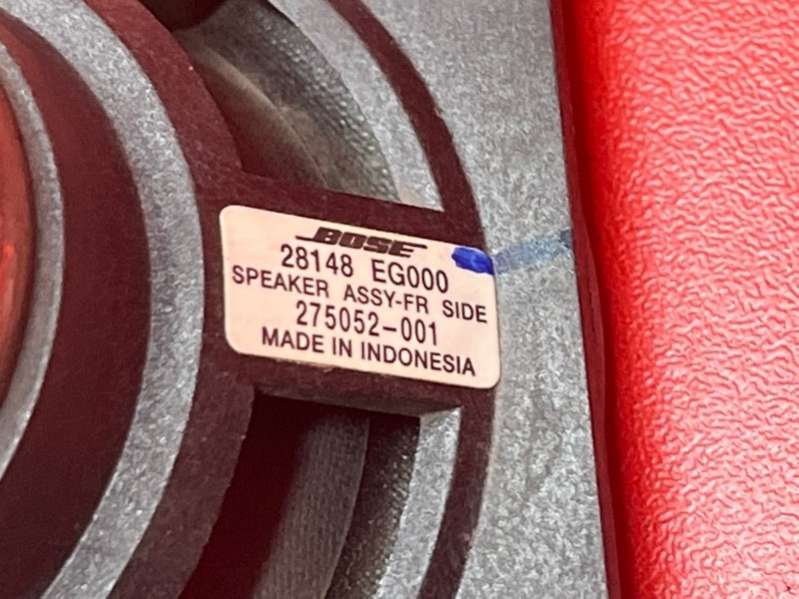 BOSE
28148 EG000
SPEAKER ASSY-FR SIDE
275052-001
MADE IN INDONESIA